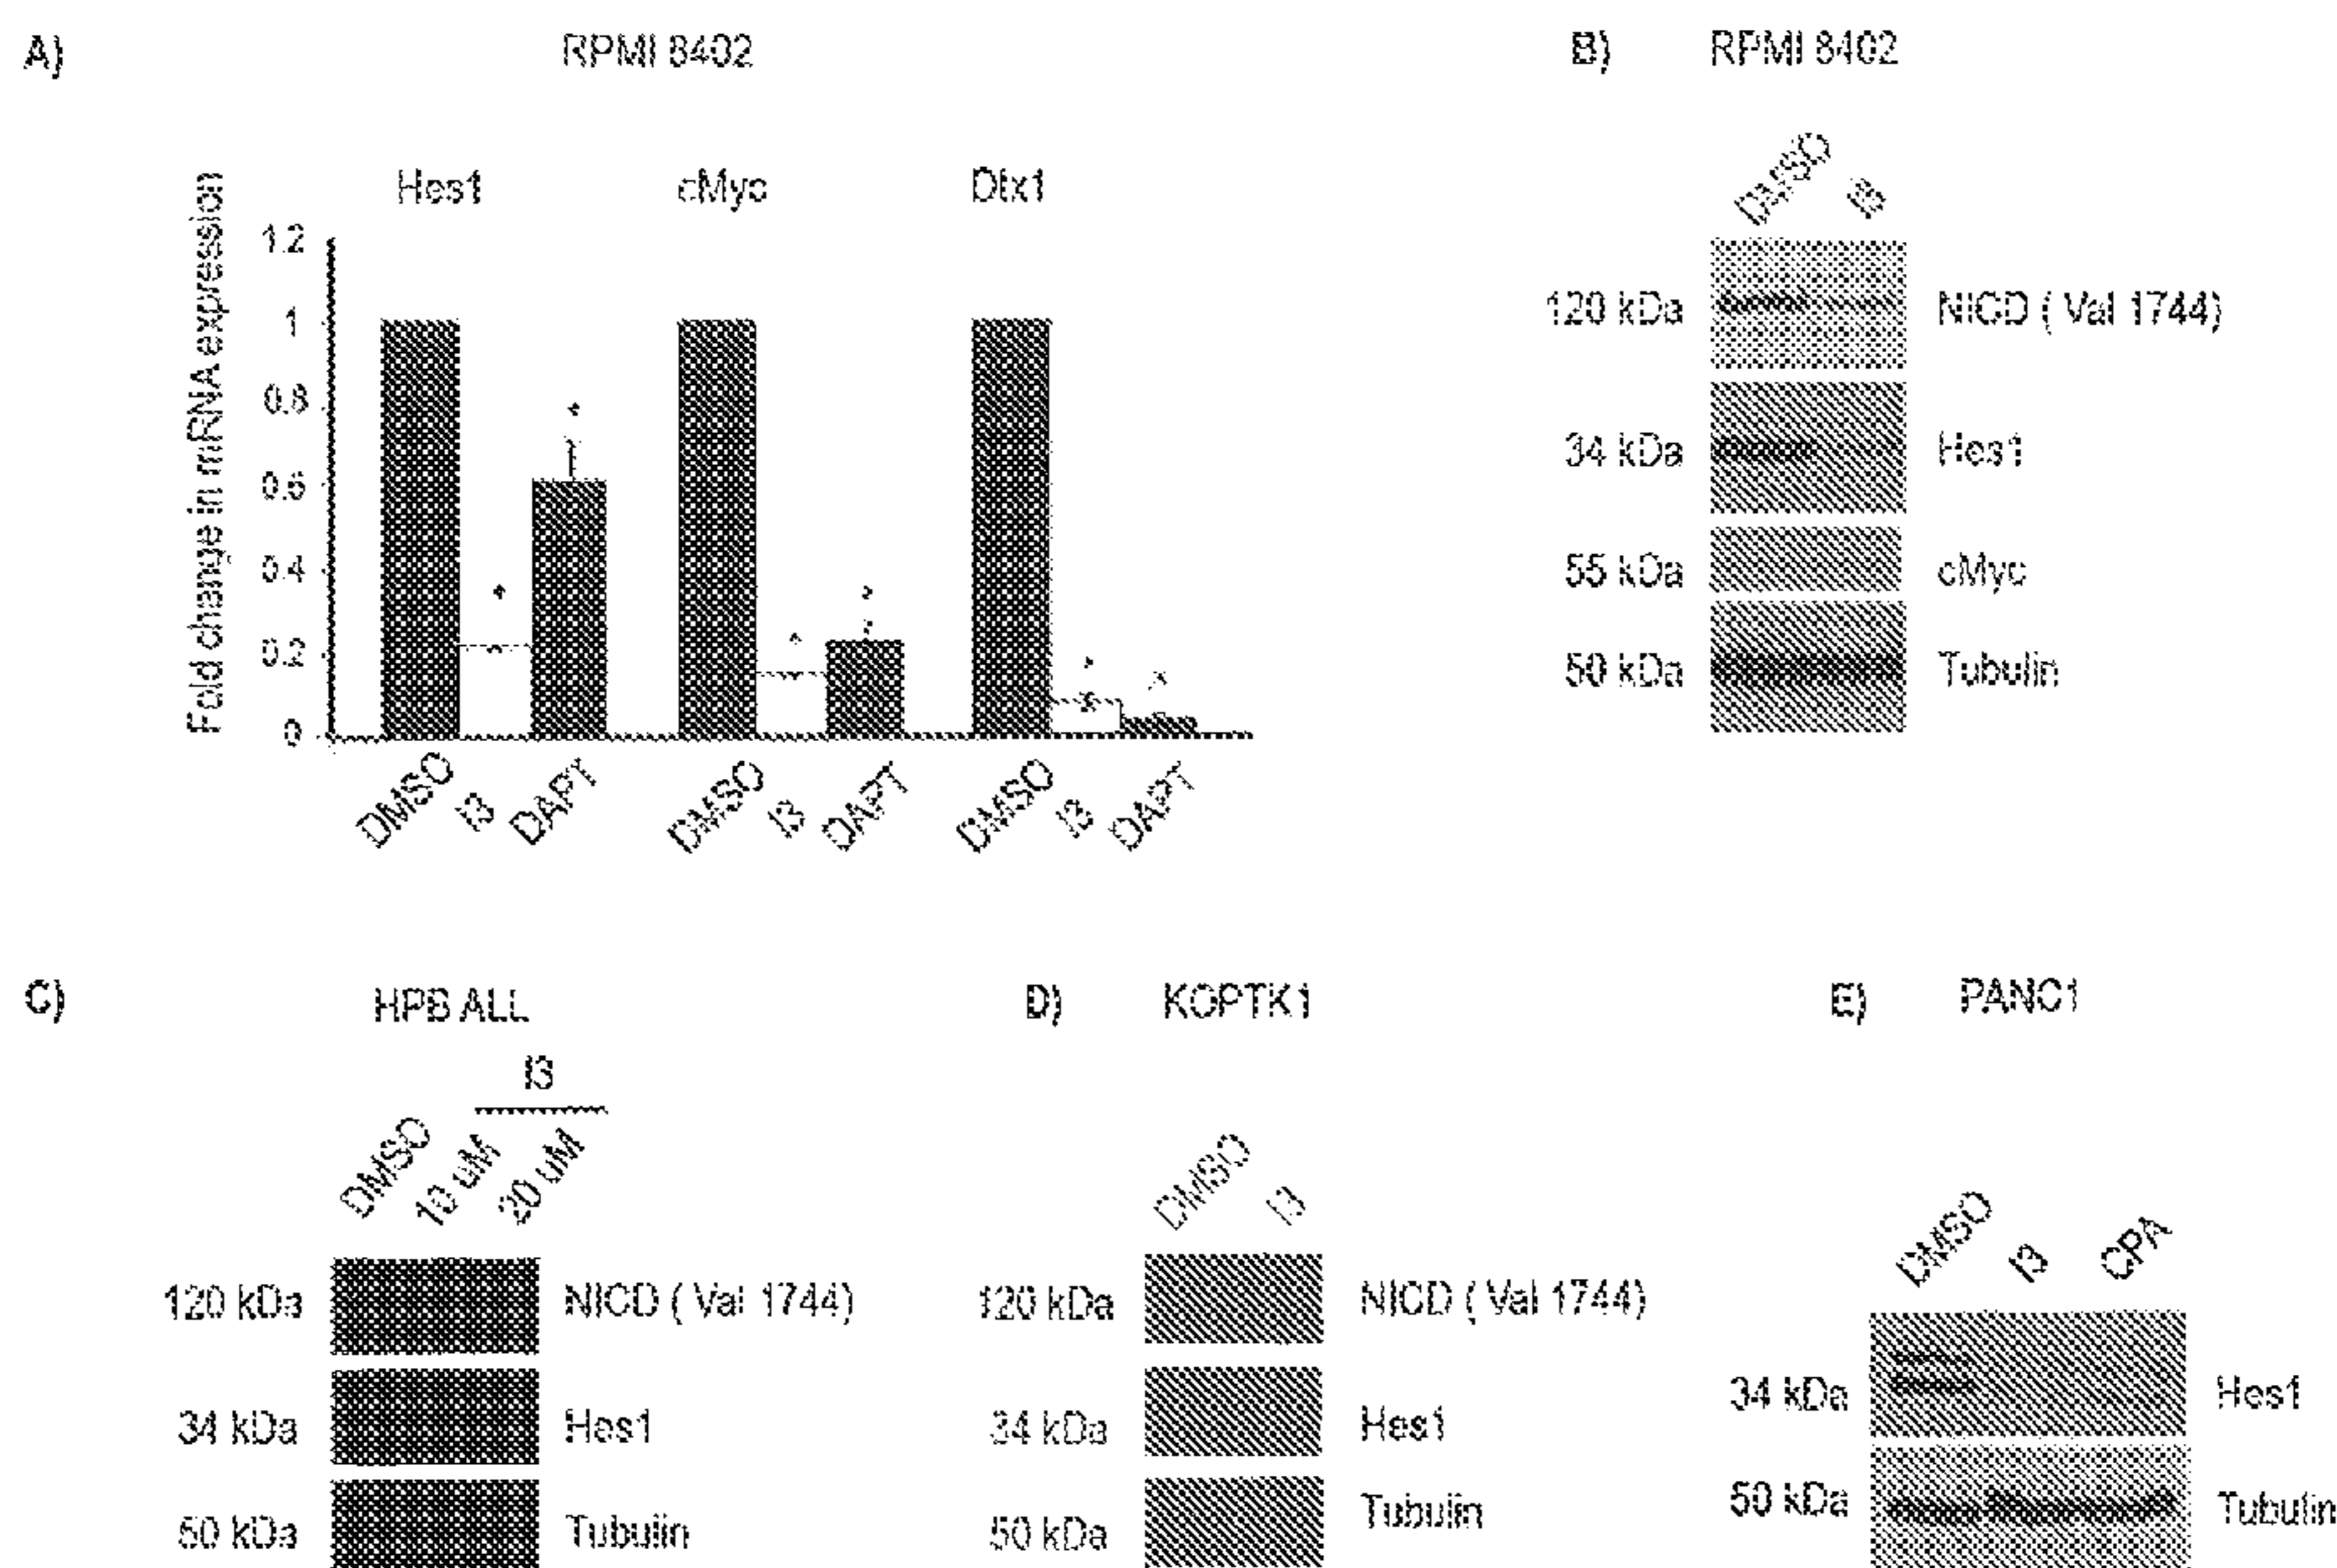 A) RPMI 8402
Hes1 cMyc Dtx1
Fold change in mRNA expression
1.2
1
0.8
0.6
0.4
0.2
0
DMSO I3 DAPT DMSO I3 DAPT DMSO I3 DAPT
B) RPMI 8402
DMSO I3
120 kDa NICD ( Val 1744)
34 kDa Hes1
55 kDa cMyc
50 kDa Tubulin
C) HPB ALL
I3
DMSO 10 uM 20 uM
120 kDa NICD ( Val 1744)
34 kDa Hes1
50 kDa Tubulin
D) KOPTK1
DMSO I3
120 kDa NICD ( Val 1744)
34 kDa Hes1
50 kDa Tubulin
E) PANC1
DMSO I3 CPA
34 kDa Hes1
50 kDa Tubulin